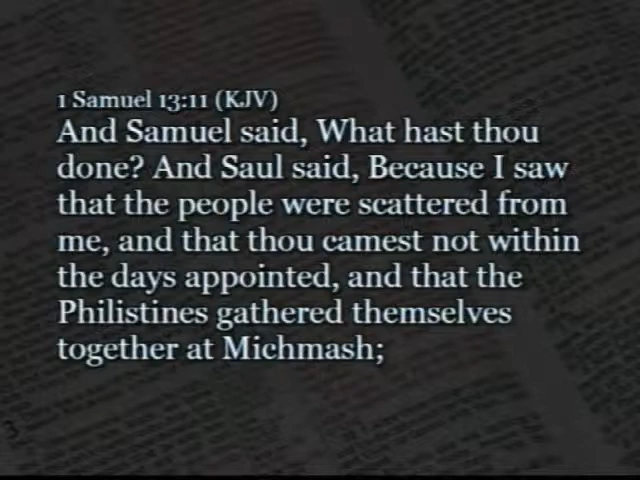 1 Samuel 13:11 (KJV)
And Samuel said, What hast thou
done? And Saul said, Because I saw
that the people were scattered from
me, and that thou camest not within
the days appointed, and that the
Philistines gathered themselves
together at Michmash;